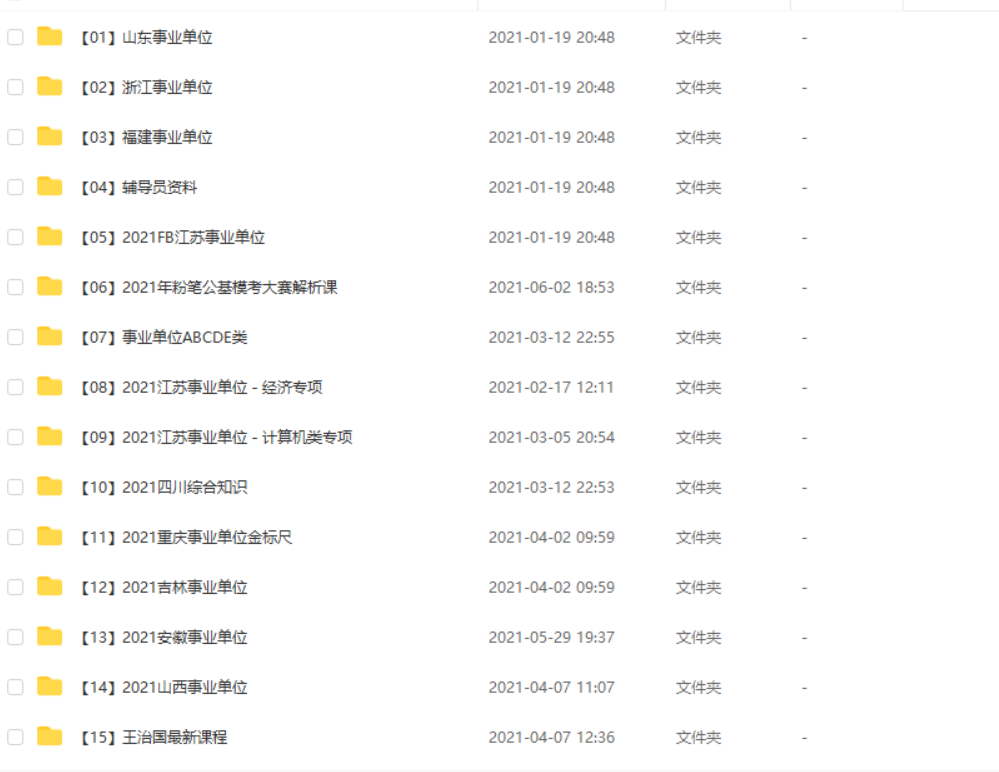 【01】山东事业单位 2021-01-19 20:48 文件夹 -
【02】浙江事业单位 2021-01-19 20:48 文件夹 -
【03】福建事业单位 2021-01-19 20:48 文件夹 -
【04】辅导员资料 2021-01-19 20:48 文件夹 -
【05】2021FB江苏事业单位 2021-01-19 20:48 文件夹 -
【06】2021年粉笔公基模考大赛解析课 2021-06-02 18:53 文件夹 -
【07】事业单位ABCDE类 2021-03-12 22:55 文件夹 -
【08】2021江苏事业单位 - 经济专项 2021-02-17 12:11 文件夹 -
【09】2021江苏事业单位 - 计算机类专项 2021-03-05 20:54 文件夹 -
【10】2021四川综合知识 2021-03-12 22:53 文件夹 -
【11】2021重庆事业单位金标尺 2021-04-02 09:59 文件夹 -
【12】2021吉林事业单位 2021-04-02 09:59 文件夹 -
【13】2021安徽事业单位 2021-05-29 19:37 文件夹 -
【14】2021山西事业单位 2021-04-07 11:07 文件夹 -
【15】王治国最新课程 2021-04-07 12:36 文件夹 -